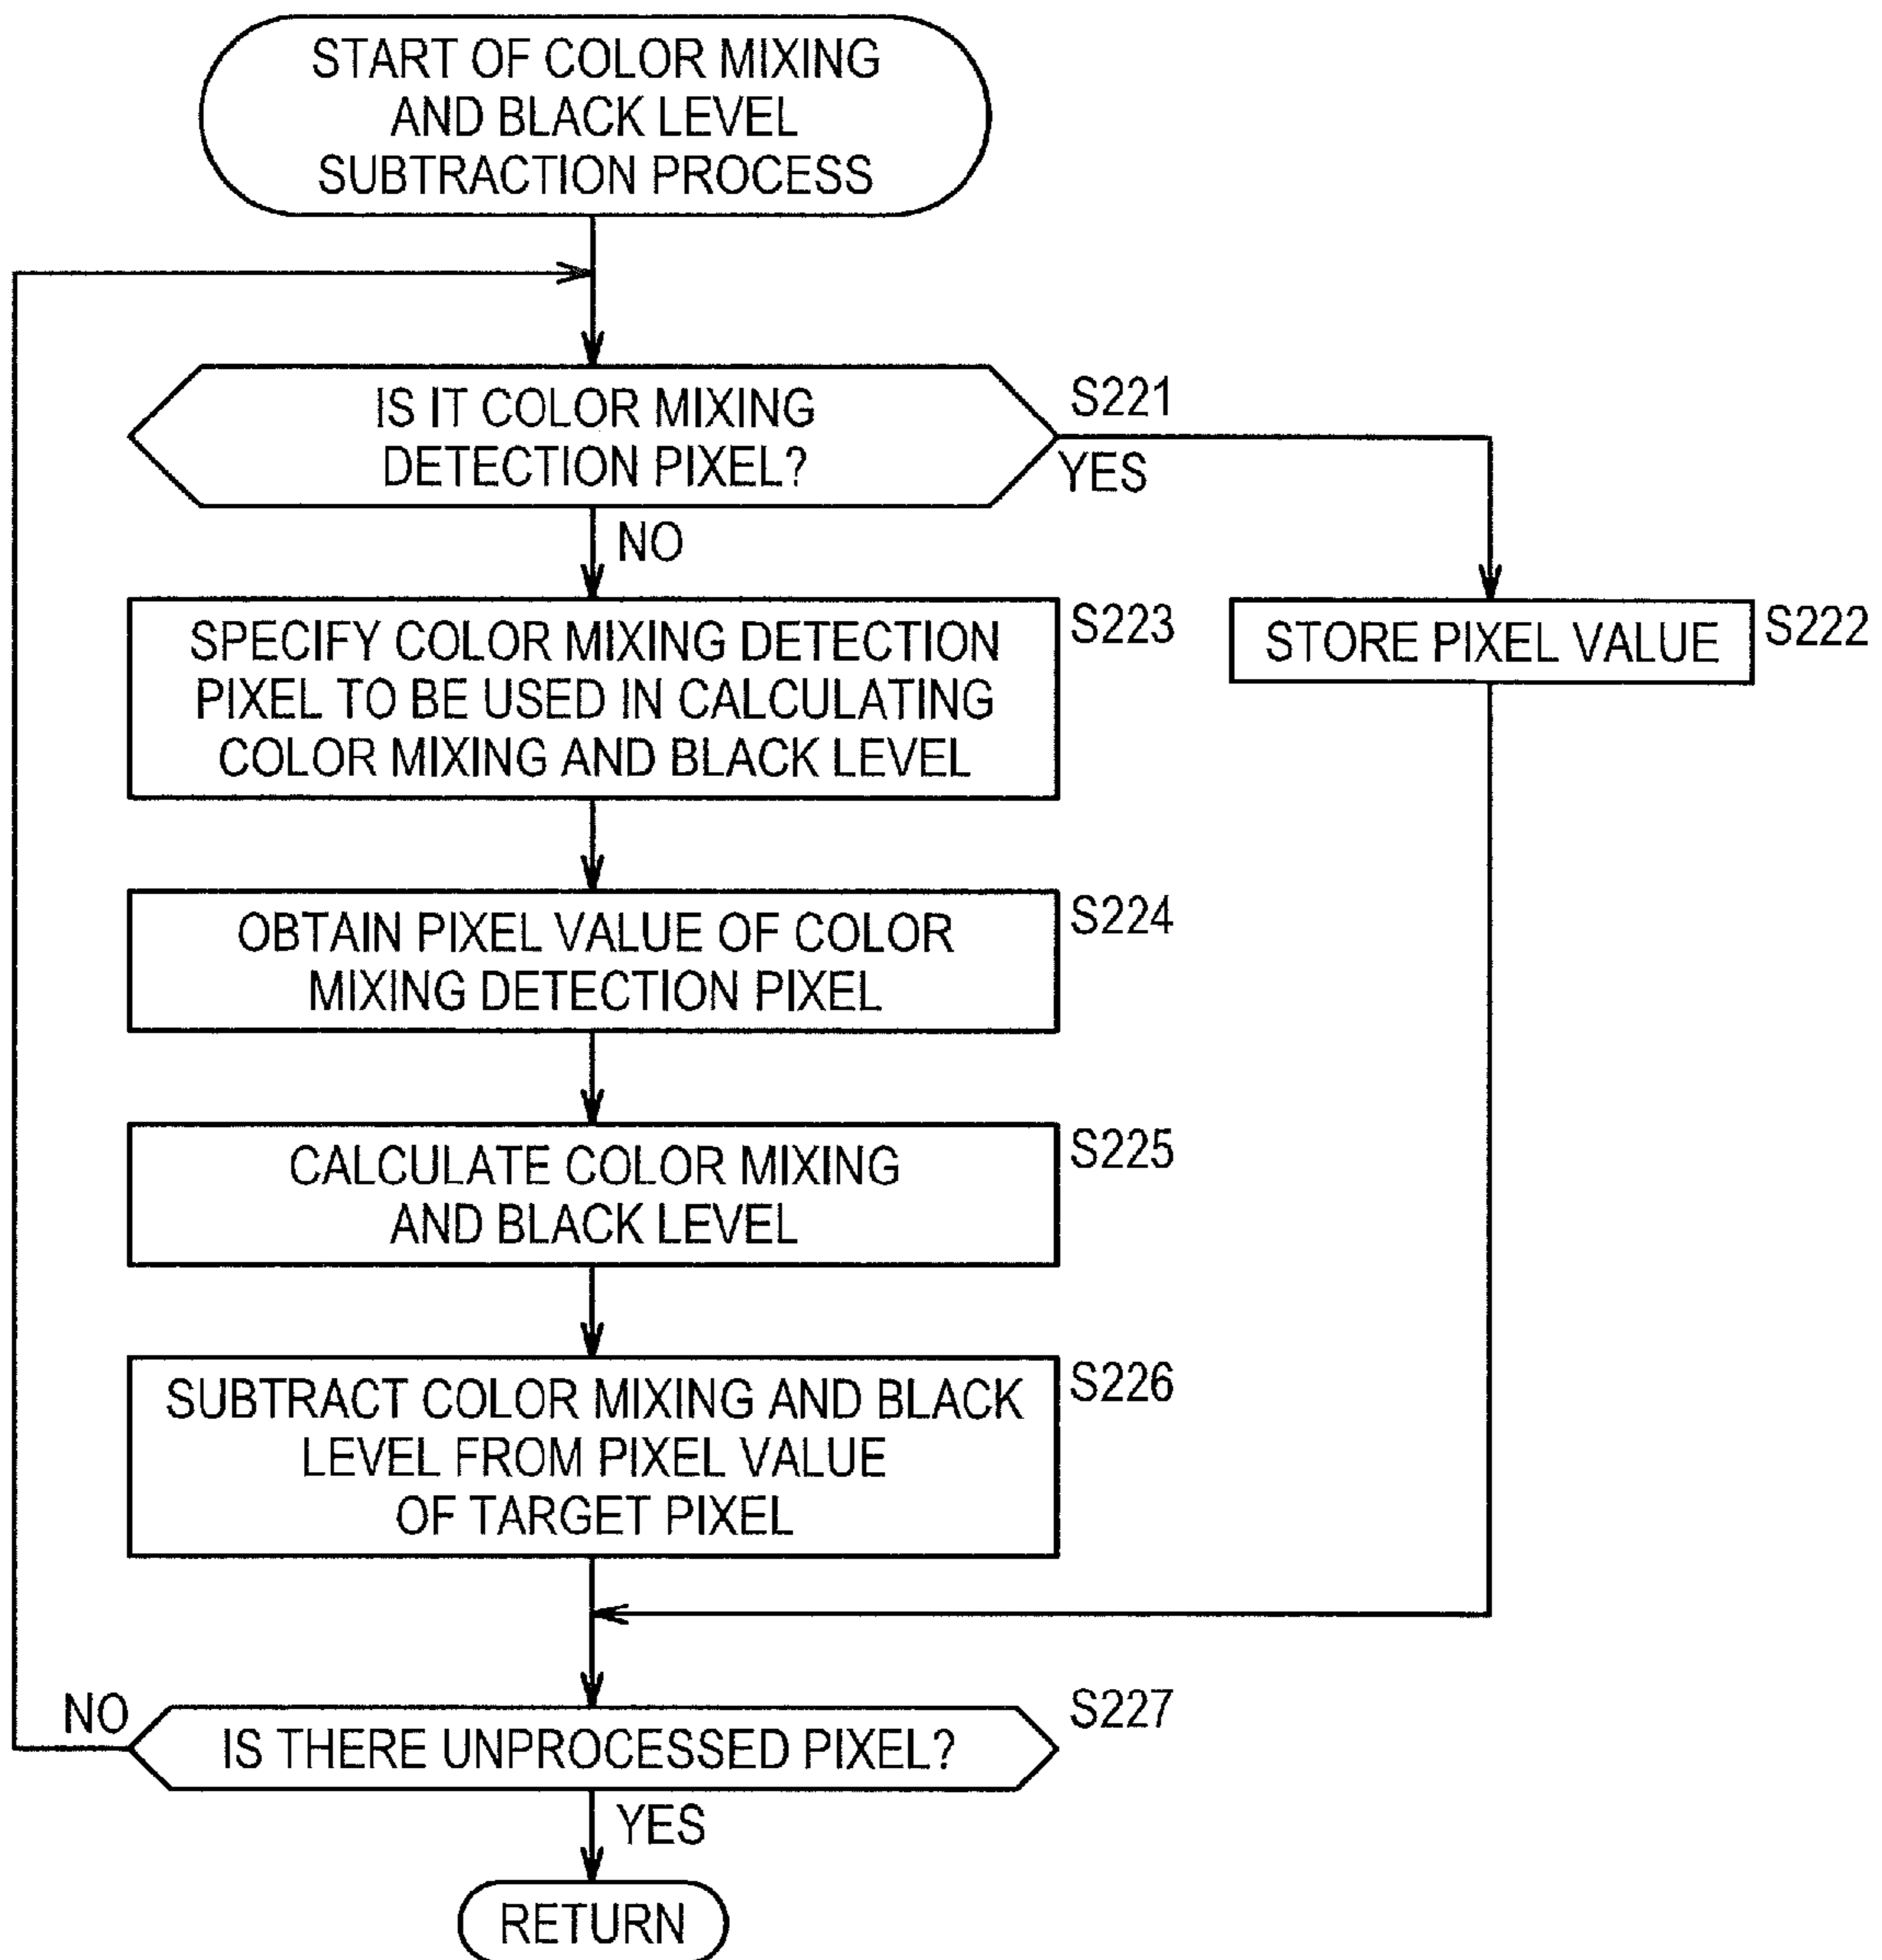 START OF COLOR MIXING
AND BLACK LEVEL
SUBTRACTION PROCESS
IS IT COLOR MIXING
DETECTION PIXEL?
S221
YES
NO
SPECIFY COLOR MIXING DETECTION
PIXEL TO BE USED IN CALCULATING
COLOR MIXING AND BLACK LEVEL
S223
STORE PIXEL VALUE
S222
OBTAIN PIXEL VALUE OF COLOR
MIXING DETECTION PIXEL
S224
CALCULATE COLOR MIXING
AND BLACK LEVEL
S225
SUBTRACT COLOR MIXING AND BLACK
LEVEL FROM PIXEL VALUE
OF TARGET PIXEL
S226
NO
IS THERE UNPROCESSED PIXEL?
S227
YES
RETURN